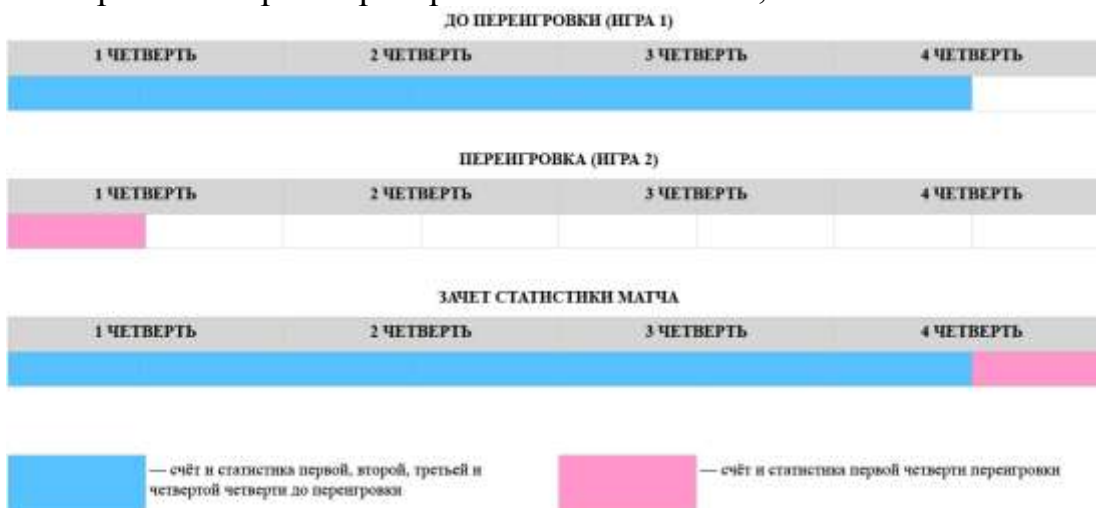 ДО ПЕРЕИГРОВКИ (ИГРА 1)
1 ЧЕТВЕРТЬ 2 ЧЕТВЕРТЬ 3 ЧЕТВЕРТЬ 4 ЧЕТВЕРТЬ
ПЕРЕИГРОВКА (ИГРА 2)
1 ЧЕТВЕРТЬ 2 ЧЕТВЕРТЬ 3 ЧЕТВЕРТЬ 4 ЧЕТВЕРТЬ
ЗАЧЕТ СТАТИСТИКИ МАТЧА
1 ЧЕТВЕРТЬ 2 ЧЕТВЕРТЬ 3 ЧЕТВЕРТЬ 4 ЧЕТВЕРТЬ
— счёт и статистика первой, второй, третьей и
четвертой четверти до переигровки
— счёт и статистика первой четверти переигровки